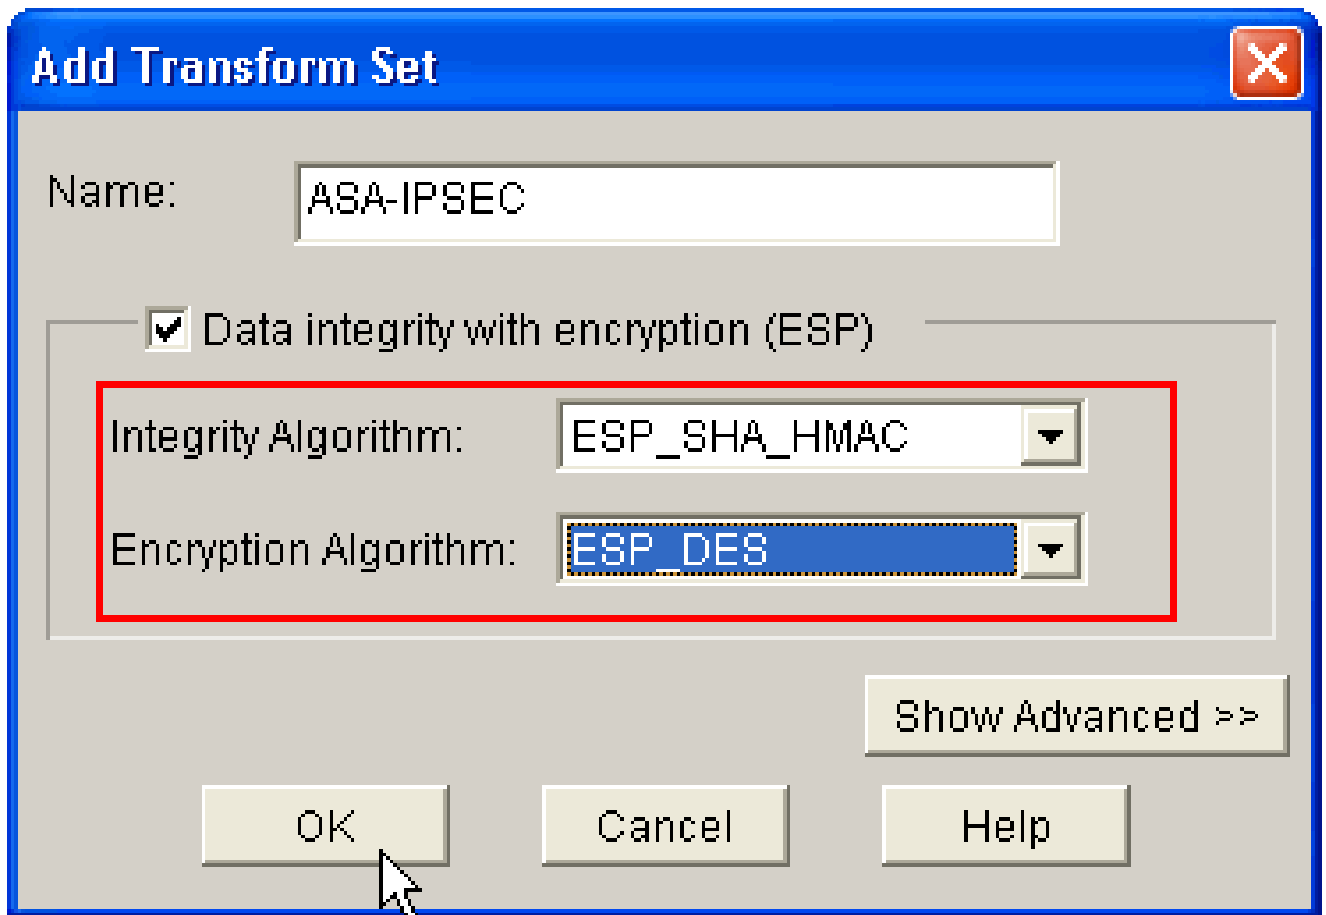 Add Transform Set
Name: ASA-IPSEC
Data integrity with encryption (ESP)
Integrity Algorithm: ESP_SHA_HMAC
Encryption Algorithm: ESP_DES
Show Advanced >>
OK Cancel Help